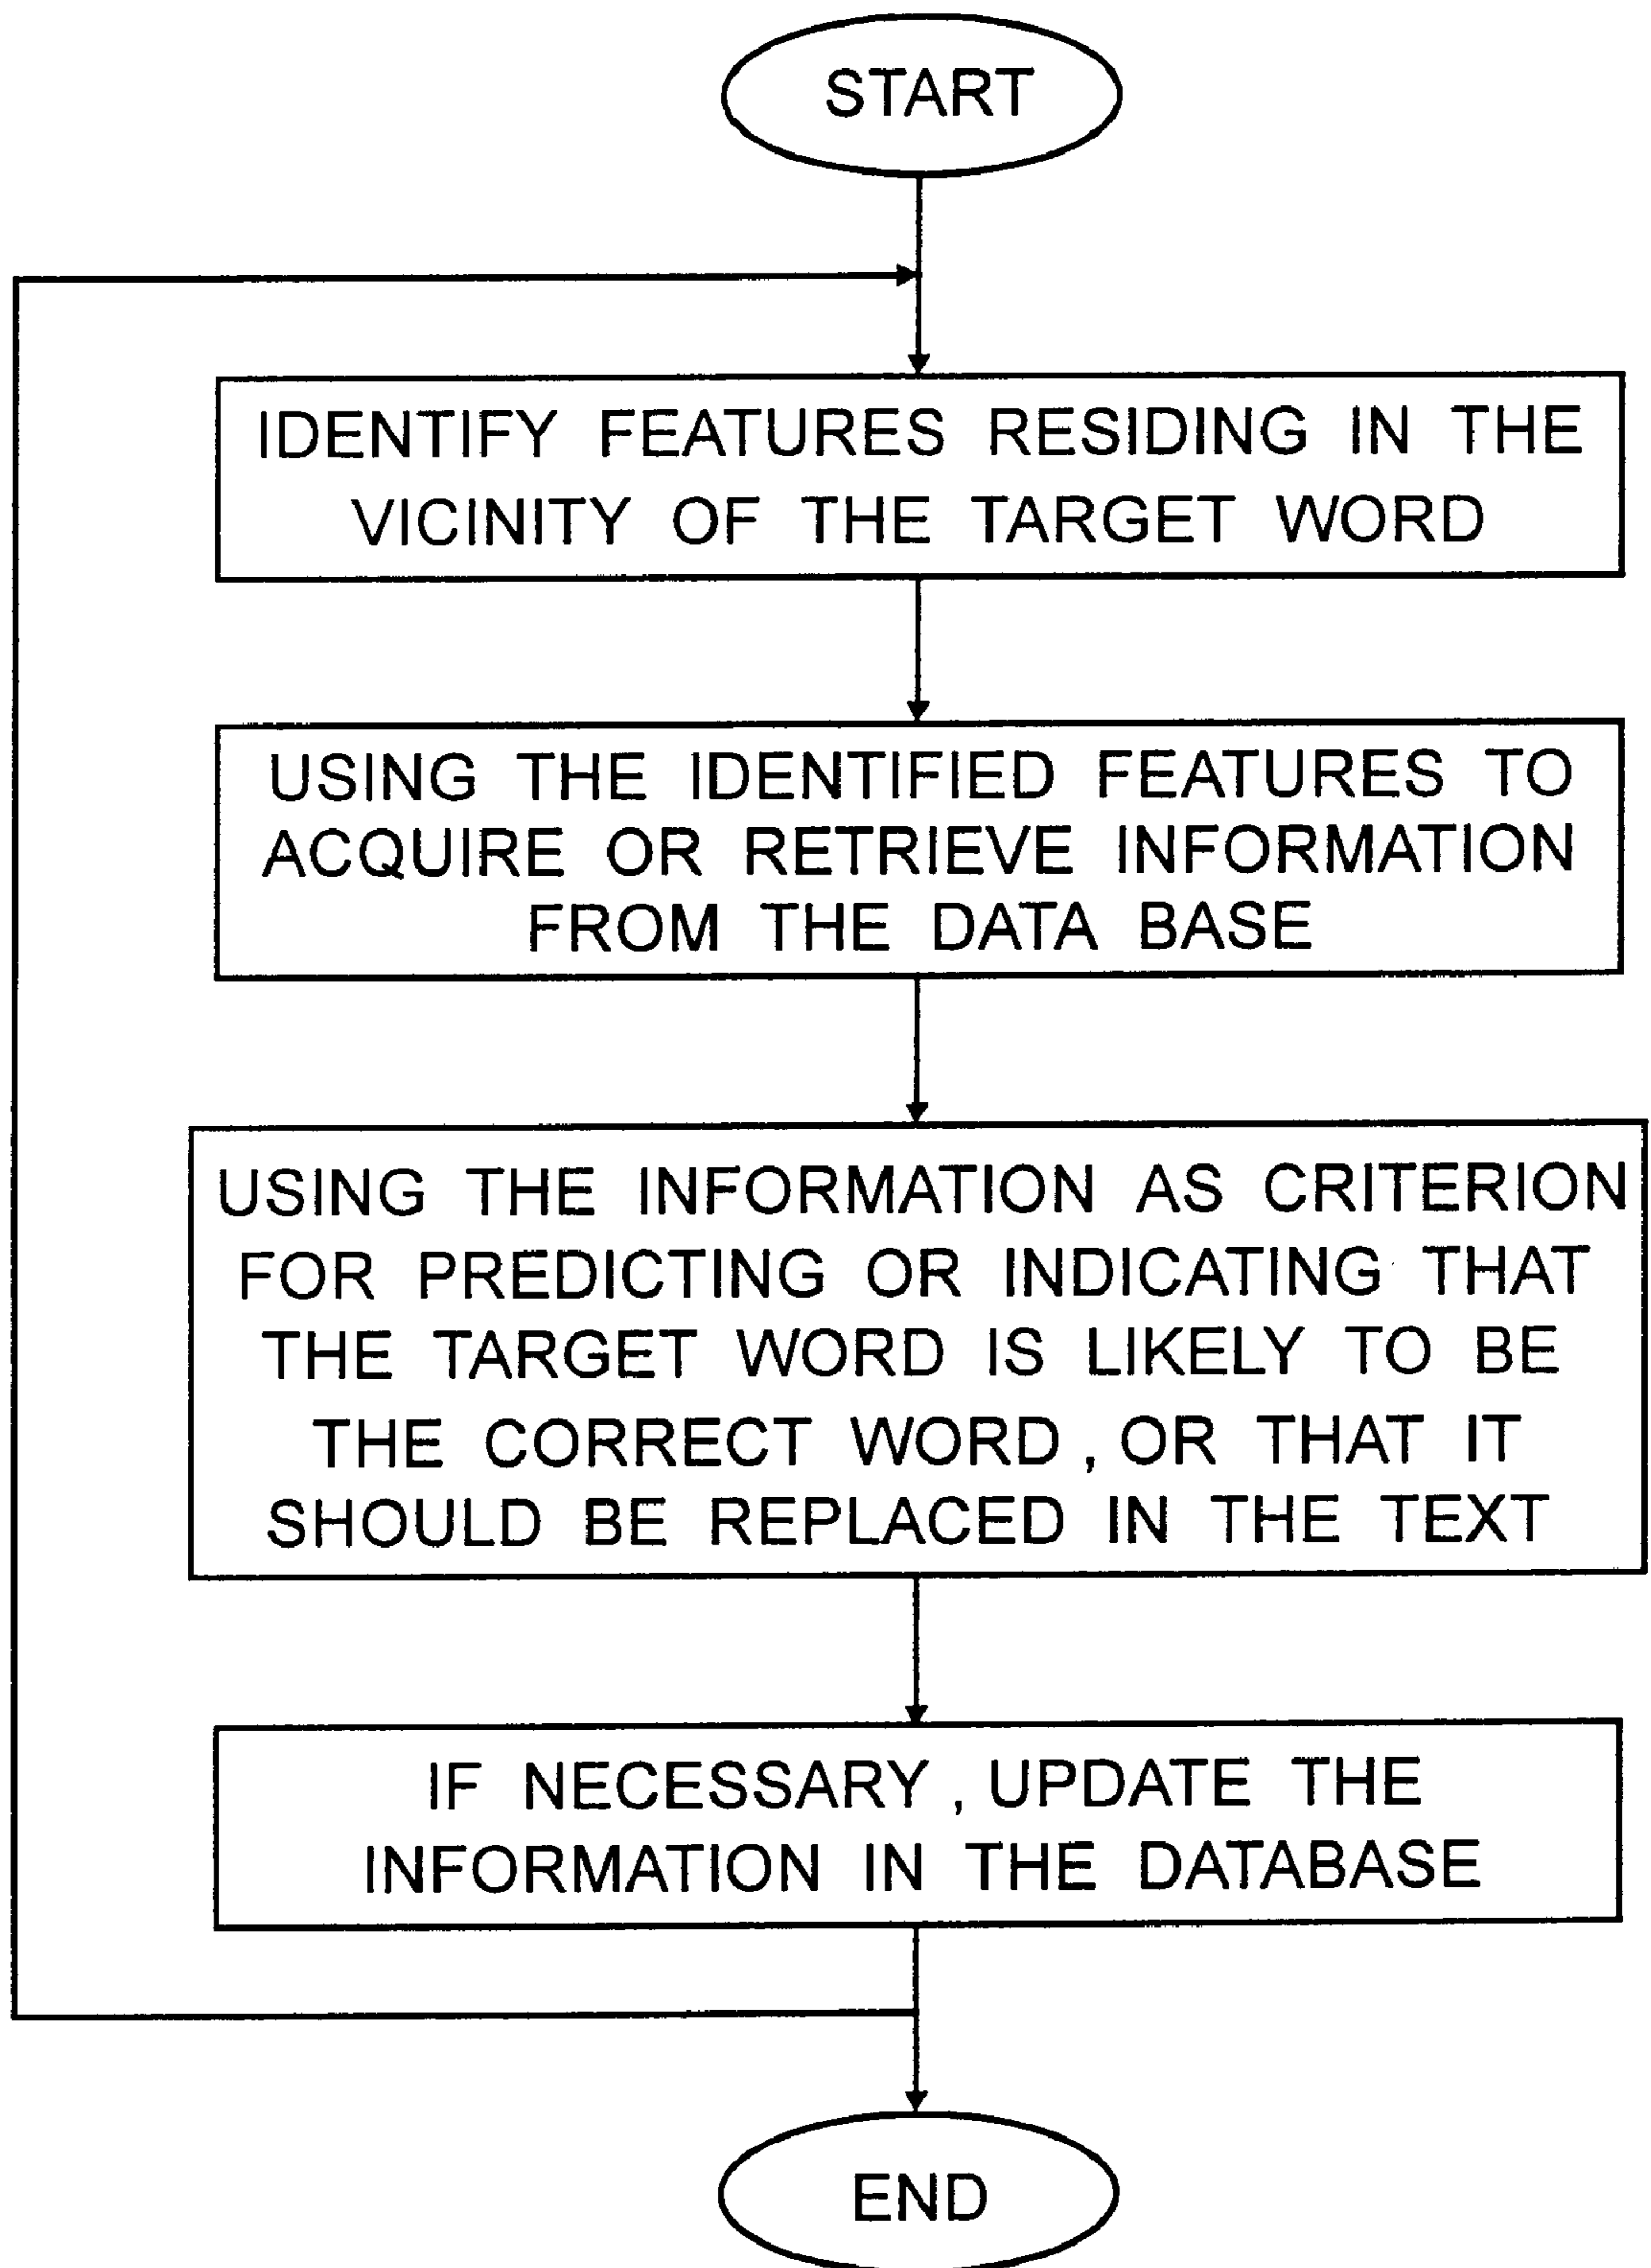 START
IDENTIFY FEATURES RESIDING IN THE
VICINITY OF THE TARGET WORD
USING THE IDENTIFIED FEATURES TO
ACQUIRE OR RETRIEVE INFORMATION
FROM THE DATA BASE
USING THE INFORMATION AS CRITERION
FOR PREDICTING OR INDICATING THAT
THE TARGET WORD IS LIKELY TO BE
THE CORRECT WORD , OR THAT IT
SHOULD BE REPLACED IN THE TEXT
IF NECESSARY , UPDATE THE
INFORMATION IN THE DATABASE
END